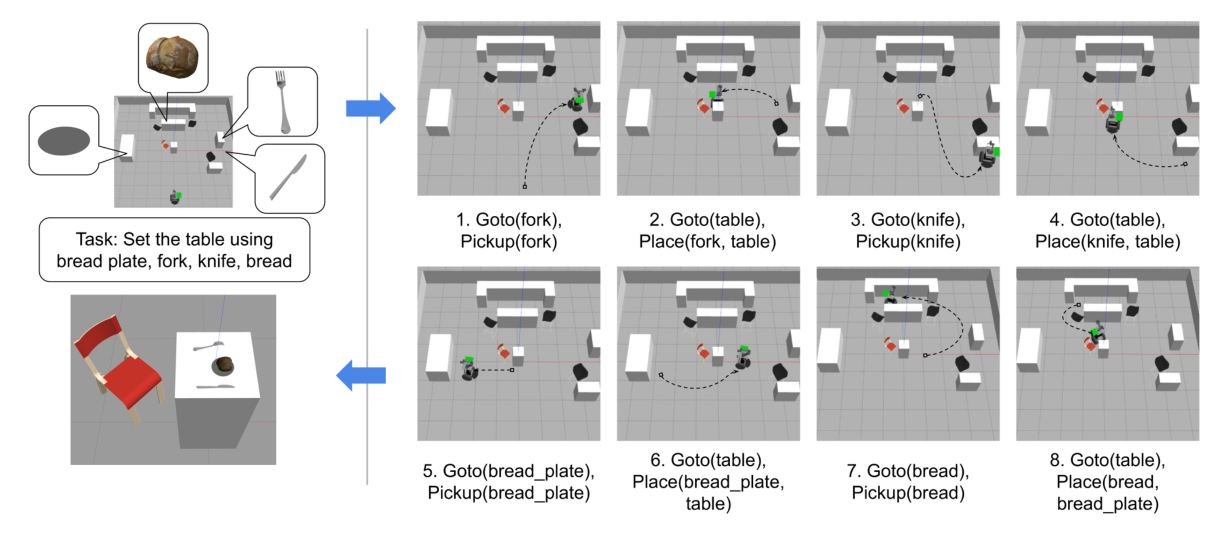 Task: Set the table using
bread plate, fork, knife, bread
1. Goto(fork),
Pickup(fork)
2. Goto(table),
Place(fork, table)
3. Goto(knife),
Pickup(knife)
4. Goto(table),
Place(knife, table)
5. Goto(bread_plate),
Pickup(bread_plate)
6. Goto(table),
Place(bread_plate,
table)
7. Goto(bread),
Pickup(bread)
8. Goto(table),
Place(bread,
bread_plate)